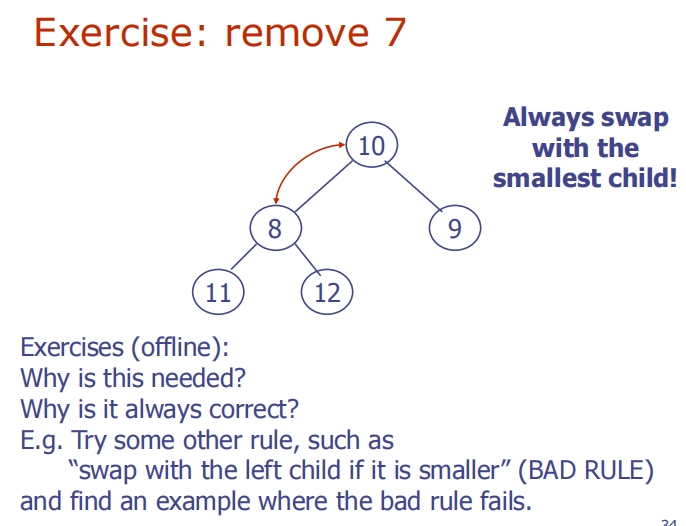 Exercise: remove 7
Always swap
with the
smallest child!
10
8
9
11
12
Exercises (offline):
Why is this needed?
Why is it always correct?
E.g. Try some other rule, such as
“swap with the left child if it is smaller” (BAD RULE)
and find an example where the bad rule fails.
34